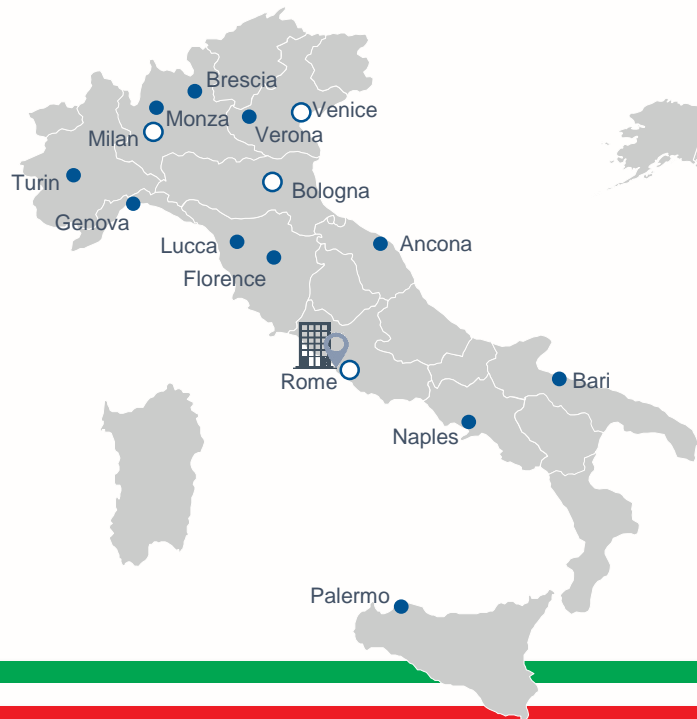 Brescia
Venice
Monza
Verona
Milan
Turin
Bologna
Genova
Lucca
Ancona
Florence
Rome
Bari
Naples
Palermo